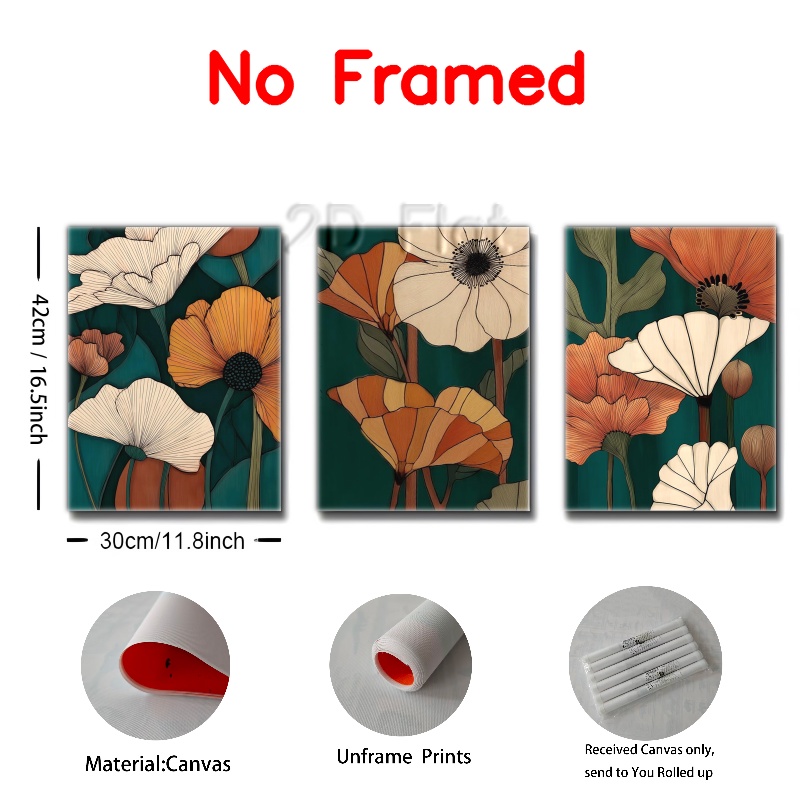 No Framed
2D Flat
42cm / 16.5inch
30cm/11.8inch
Material:Canvas
Unframe Prints
Received Canvas only,
send to You Rolled up